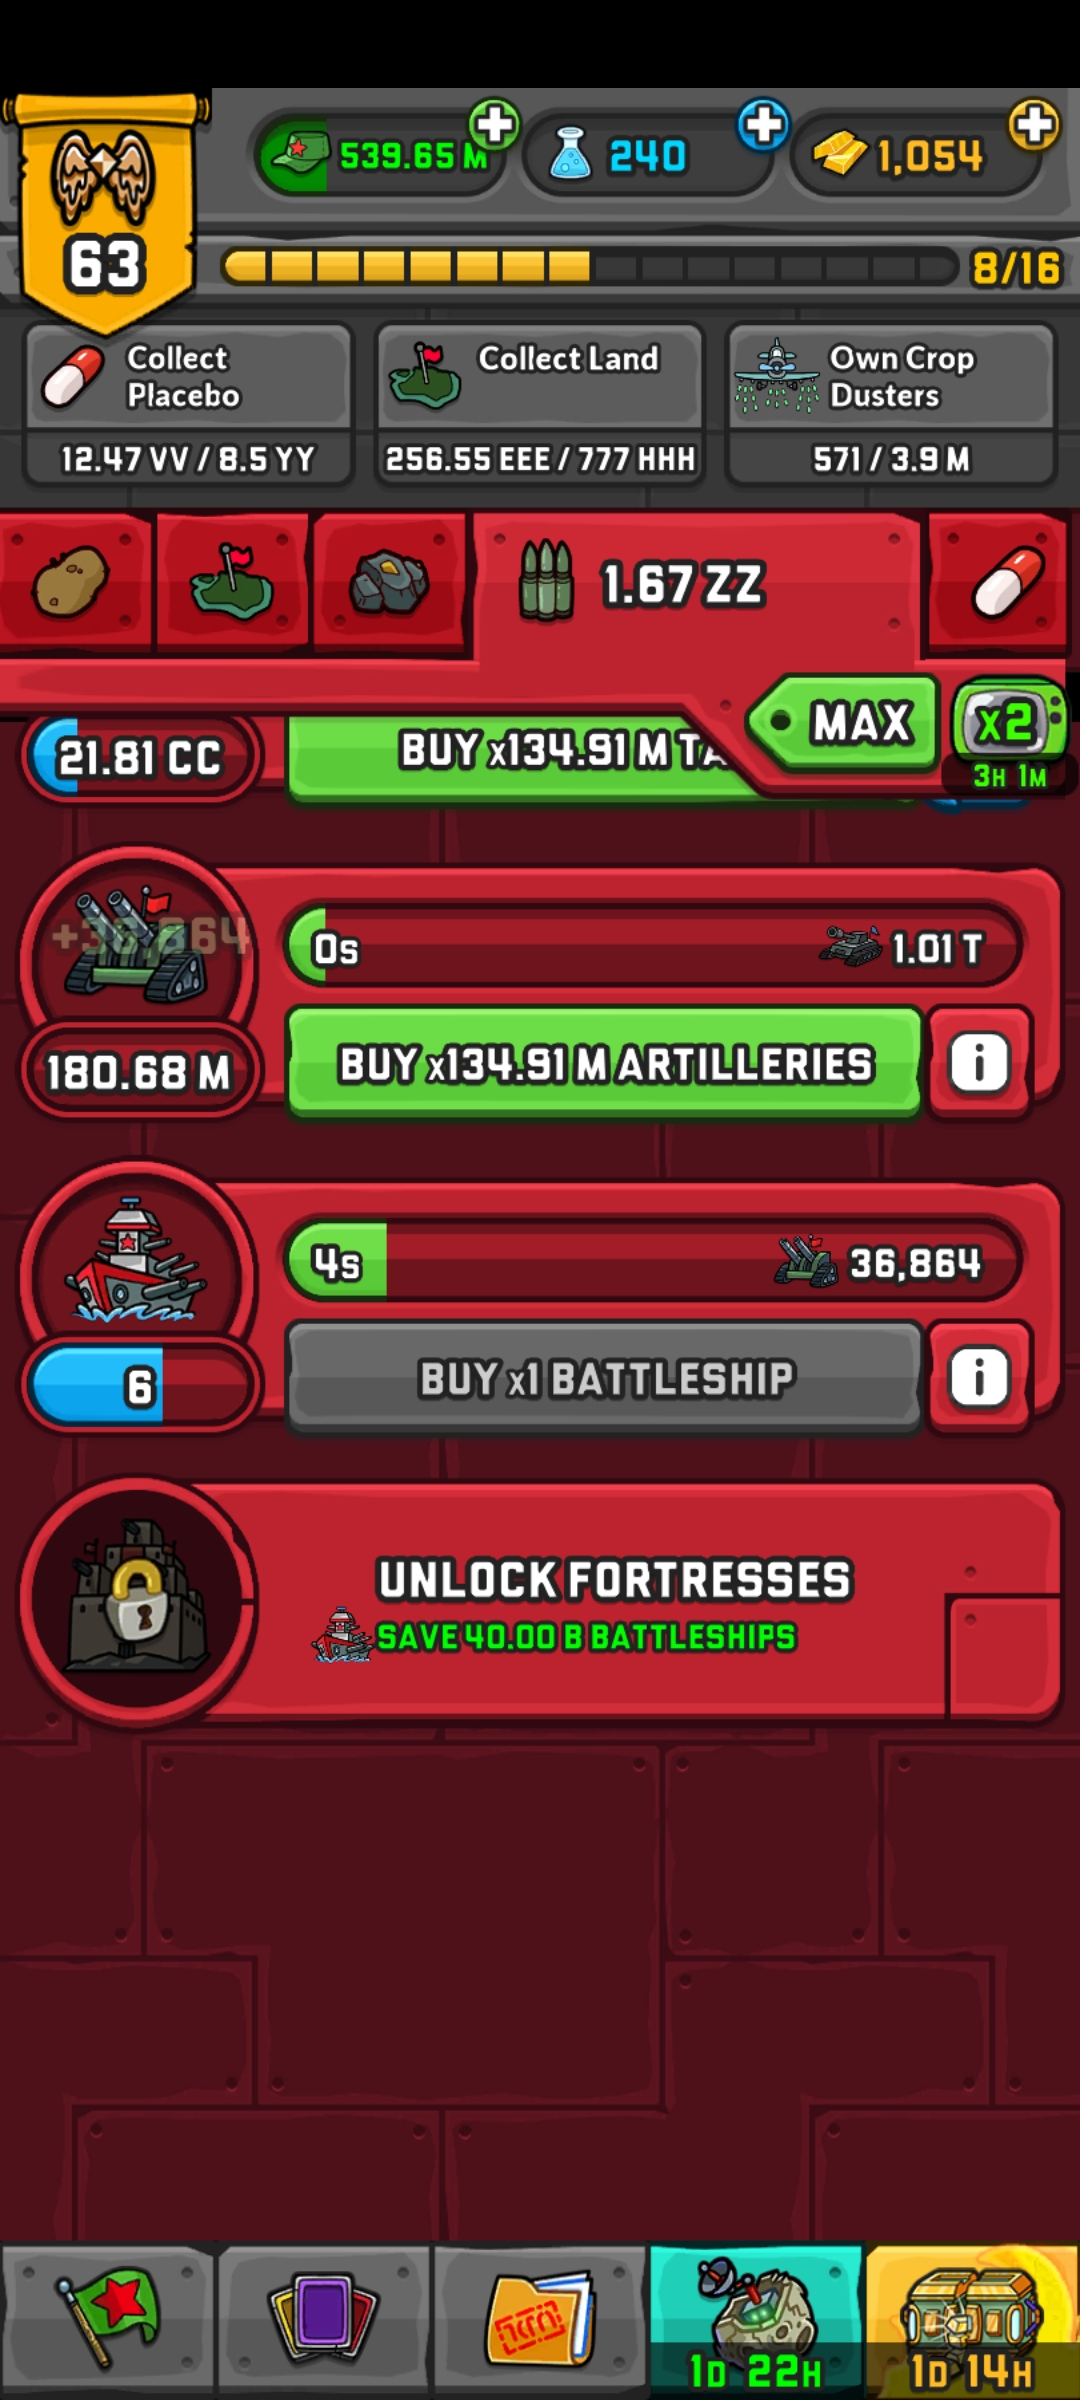 539.65 M
240
1,054
63
8/16
Collect
Placebo
12.47 VV / 8.5 YY
Collect Land
256.55 EEE / 777 HHH
Own Crop
Dusters
571 / 3.9 M
1.67 ZZ
MAX
x2
3H 1M
21.81 CC
BUY x134.91 M TA
0s
1.01 T
180.68 M
BUY x134.91 M ARTILLERIES
i
4s
36,864
6
BUY x1 BATTLESHIP
i
UNLOCK FORTRESSES
SAVE 40.00 B BATTLESHIPS
1D 22H
1D 14H